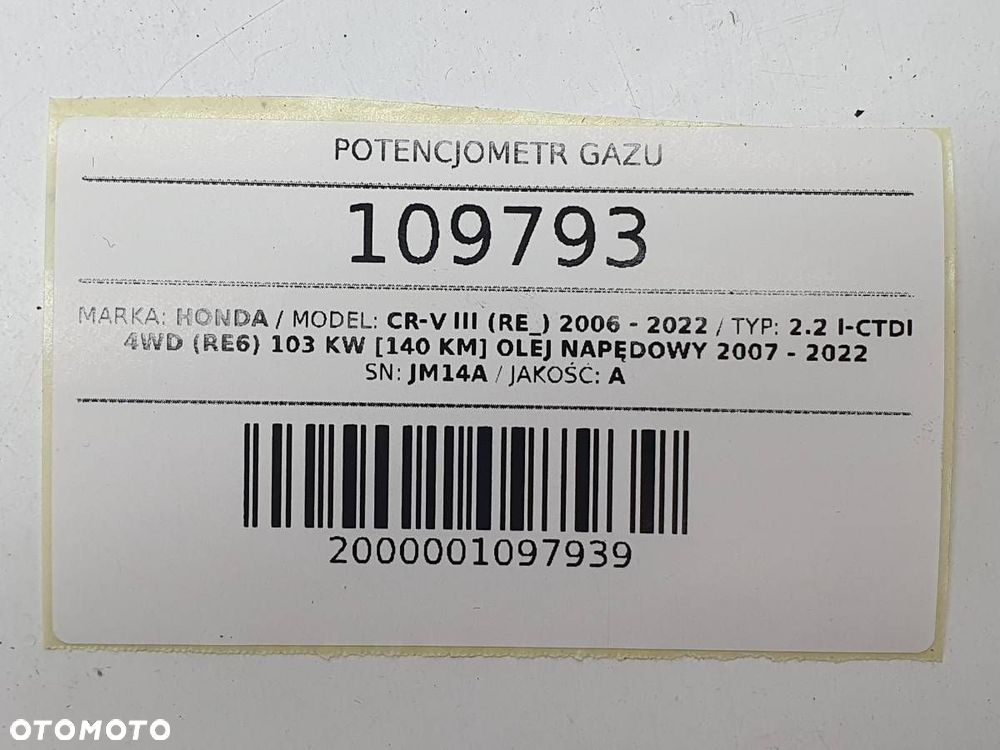 POTENCJOMETR GAZU
109793
MARKA: HONDA / MODEL: CR-V III (RE_) 2006 - 2022 / TYP: 2.2 I-CTDI
4WD (RE6) 103 KW [140 KM] OLEJ NAPĘDOWY 2007 - 2022
SN: JM14A / JAKOŚĆ: A
2000001097939
OTOMOTO